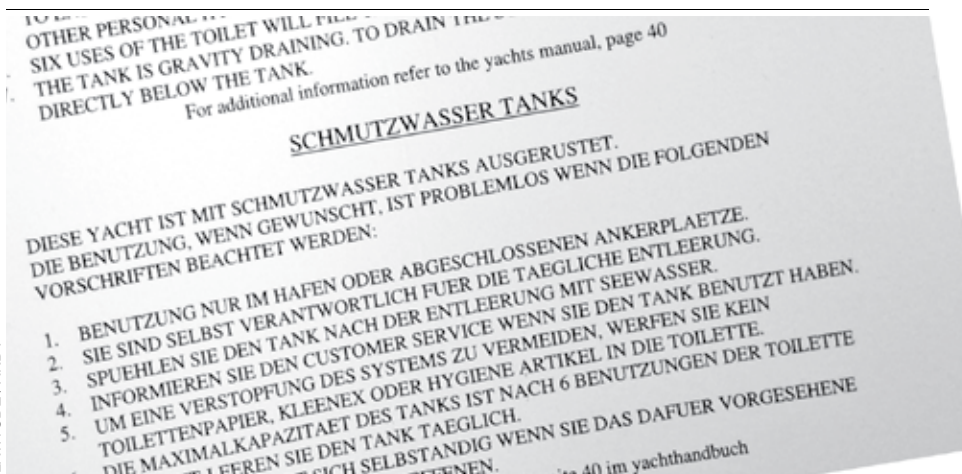 OTHER PERSONAL
SIX USES OF THE TOILET WILL FILL
THE TANK IS GRAVITY DRAINING. TO DRAIN THE
DIRECTLY BELOW THE TANK.
For additional information refer to the yachts manual, page 40
SCHMUTZWASSER TANKS
DIESE YACHT IST MIT SCHMUTZWASSER TANKS AUSGERUSTET.
DIE BENUTZUNG, WENN GEWUNSCHT, IST PROBLEMLOS WENN DIE FOLGENDEN
VORSCHRIFTEN BEACHTET WERDEN:
1. BENUTZUNG NUR IM HAFEN ODER ABGESCHLOSSENEN ANKERPLAETZE.
2. SIE SIND SELBST VERANTWORTLICH FUER DIE TAEGLICHE ENTLEERUNG.
3. SPUEHLEN SIE DEN TANK NACH DER ENTLEERUNG MIT SEEWASSER.
4. INFORMIEREN SIE DEN CUSTOMER SERVICE WENN SIE DEN TANK BENUTZT HABEN.
5. UM EINE VERSTOPFUNG DES SYSTEMS ZU VERMEIDEN, WERFEN SIE KEIN
TOILETTENPAPIER, KLEENEX ODER HYGIENE ARTIKEL IN DIE TOILETTE.
DIE MAXIMALKAPAZITAET DES TANKS IST NACH 6 BENUTZUNGEN DER TOILETTE
LEEREN SIE DEN TANK TAEGLICH.
SICH SELBSTANDIG WENN SIE DAS DAFUER VORGESEHENE
40 im yachthandbuch